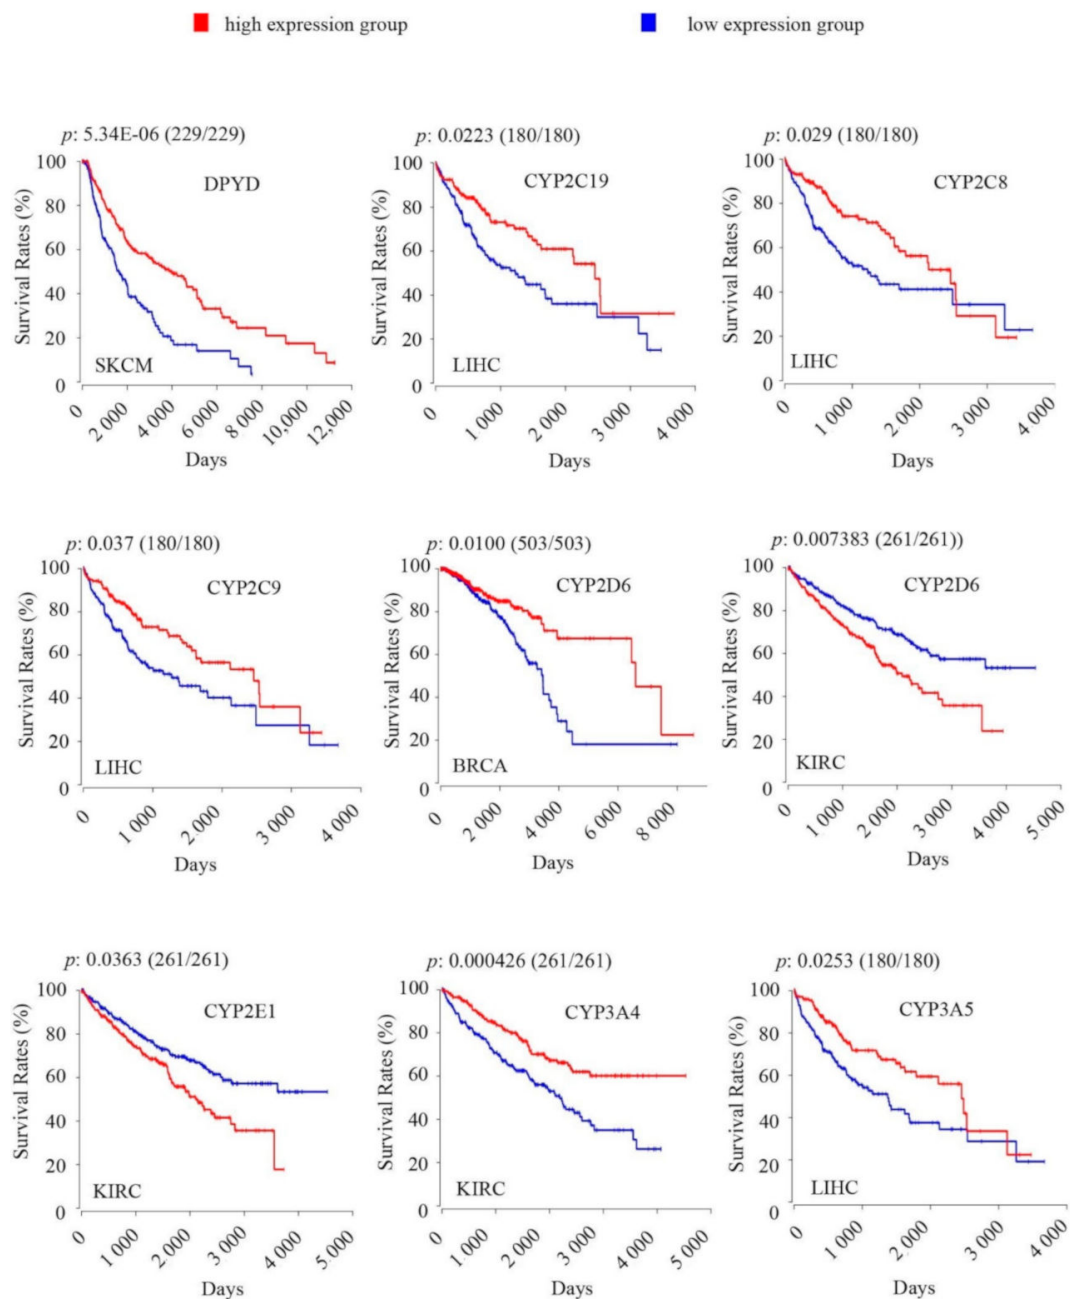 high expression group
low expression group
p: 5.34E-06 (229/229)
DPYD
Survival Rates (%)
100
80
60
40
20
0
SKCM
0
2 000
4 000
6 000
8 000
10,000
12,000
Days
p: 0.0223 (180/180)
CYP2C19
Survival Rates (%)
100
80
60
40
20
0
LIHC
0
1 000
2 000
3 000
4 000
Days
p: 0.029 (180/180)
CYP2C8
Survival Rates (%)
100
80
60
40
20
0
LIHC
0
1 000
2 000
3 000
4 000
Days
p: 0.037 (180/180)
CYP2C9
Survival Rates (%)
100
80
60
40
20
0
LIHC
0
1 000
2 000
3 000
4 000
Days
p: 0.0100 (503/503)
CYP2D6
Survival Rates (%)
100
80
60
40
20
0
BRCA
0
2 000
4 000
6 000
8 000
Days
p: 0.007383 (261/261))
CYP2D6
Survival Rates (%)
100
80
60
40
20
0
KIRC
0
1 000
2 000
3 000
4 000
5 000
Days
p: 0.0363 (261/261)
CYP2E1
Survival Rates (%)
100
80
60
40
20
0
KIRC
0
1 000
2 000
3 000
4 000
5 000
Days
p: 0.000426 (261/261)
CYP3A4
Survival Rates (%)
100
80
60
40
20
0
KIRC
0
1 000
2 000
3 000
4 000
5 000
Days
p: 0.0253 (180/180)
CYP3A5
Survival Rates (%)
100
80
60
40
20
0
LIHC
0
1 000
2 000
3 000
4 000
Days